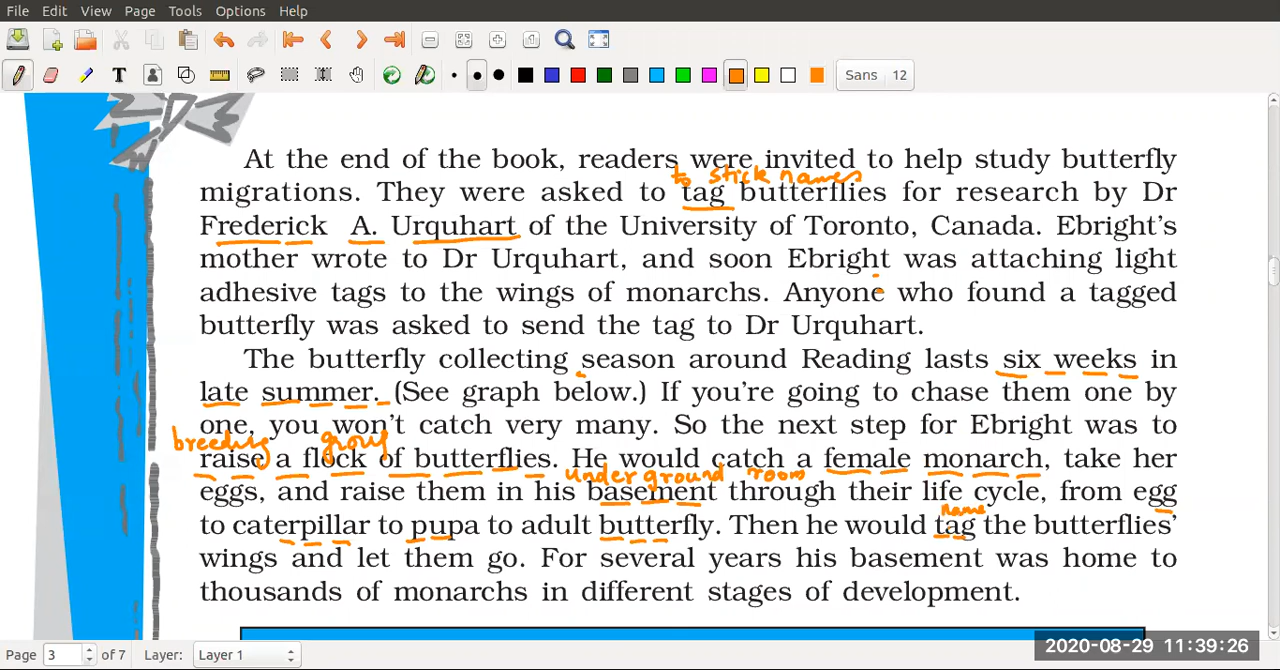 File Edit View Page Tools Options Help
T Sans 12
At the end of the book, readers were invited to help study butterfly
to stick names
migrations. They were asked to tag butterflies for research by Dr
Frederick A. Urquhart of the University of Toronto, Canada. Ebright's
mother wrote to Dr Urquhart, and soon Ebright was attaching light
adhesive tags to the wings of monarchs. Anyone who found a tagged
butterfly was asked to send the tag to Dr Urquhart.
The butterfly collecting season around Reading lasts six weeks in
late summer. (See graph below.) If you're going to chase them one by
one, you won't catch very many. So the next step for Ebright was to
breeding group
raise a flock of butterflies. He would catch a female monarch, take her
underground room
eggs, and raise them in his basement through their life cycle, from egg
name
to caterpillar to pupa to adult butterfly. Then he would tag the butterflies'
wings and let them go. For several years his basement was home to
thousands of monarchs in different stages of development.
Page 3 of 7 Layer: Layer 1
2020-08-29 11:39:26